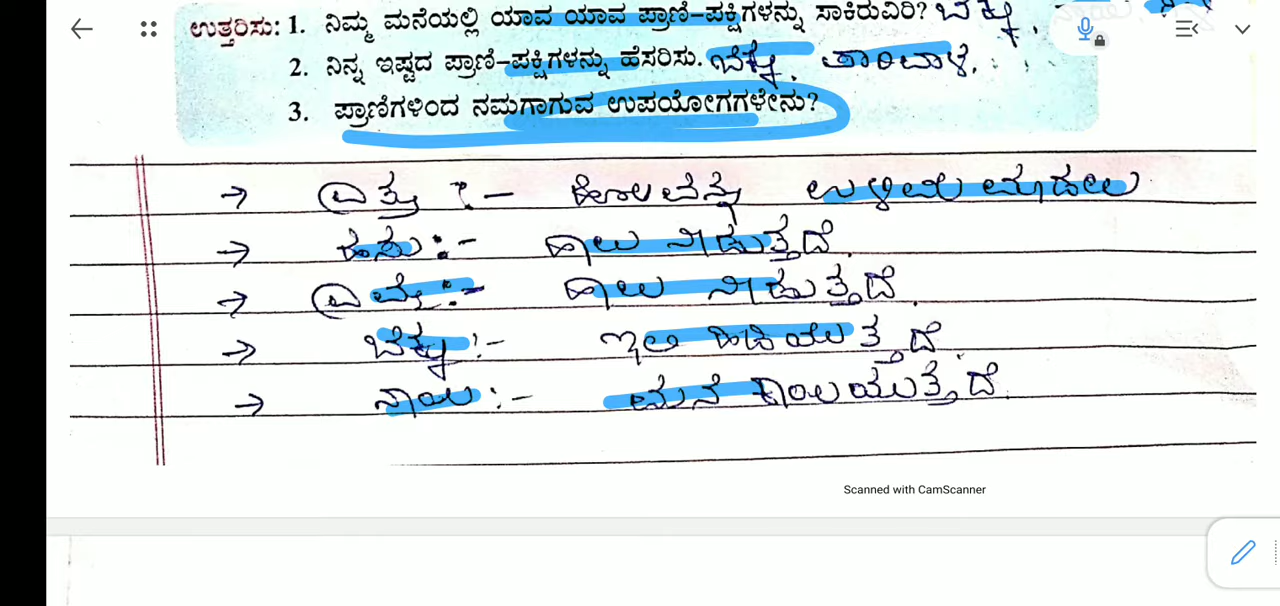 ಉತ್ತರಿಸು: 1. ನಿಮ್ಮ ಮನೆಯಲ್ಲಿ ಯಾವ ಯಾವ ಪ್ರಾಣಿ-ಪಕ್ಷಿಗಳನ್ನು ಸಾಕಿರುವಿರಿ? ಬೆಕ್ಕು.
2. ನಿನ್ನ ಇಷ್ಟದ ಪ್ರಾಣಿ-ಪಕ್ಷಿಗಳನ್ನು ಹೆಸರಿಸು. ಬೆಕ್ಕು, ಪಾರಿವಾಳ.
3. ಪ್ರಾಣಿಗಳಿಂದ ನಮಗಾಗುವ ಉಪಯೋಗಗಳೇನು?
→ ಎತ್ತು :- ಹೊಲವನ್ನು ಉಳುಮೆ ಮಾಡಲು
→ ಹಸು :- ಹಾಲು ನೀಡುತ್ತದೆ.
→ ಎಮ್ಮೆ :- ಹಾಲು ನೀಡುತ್ತದೆ.
→ ಬೆಕ್ಕು :- ಇಲಿ ಹಿಡಿಯುತ್ತದೆ.
→ ನಾಯಿ :- ಮನೆ ಕಾಯುತ್ತದೆ.
Scanned with CamScanner